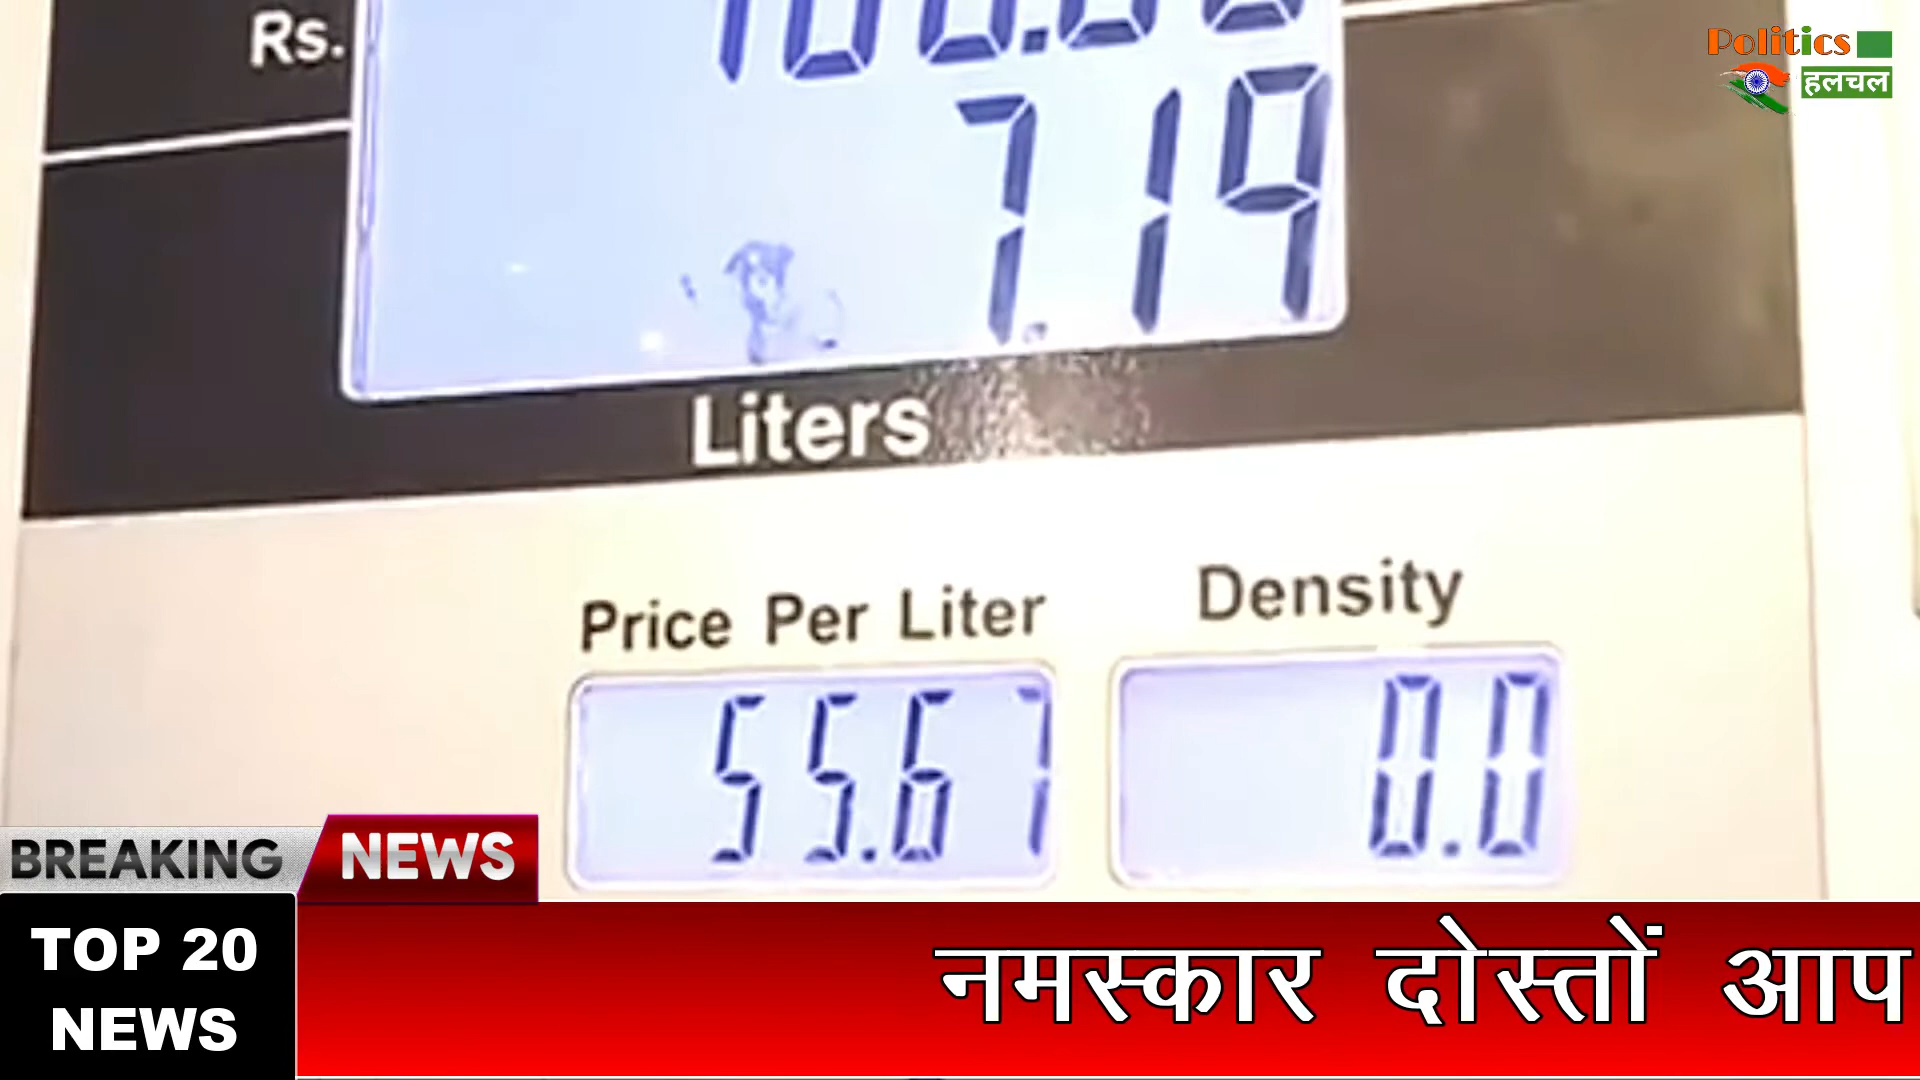 Rs.
Politics
हलचल
7.19
Liters
Price Per Liter
Density
55.67
0.0
BREAKING NEWS
TOP 20
NEWS
नमस्कार दोस्तों आप